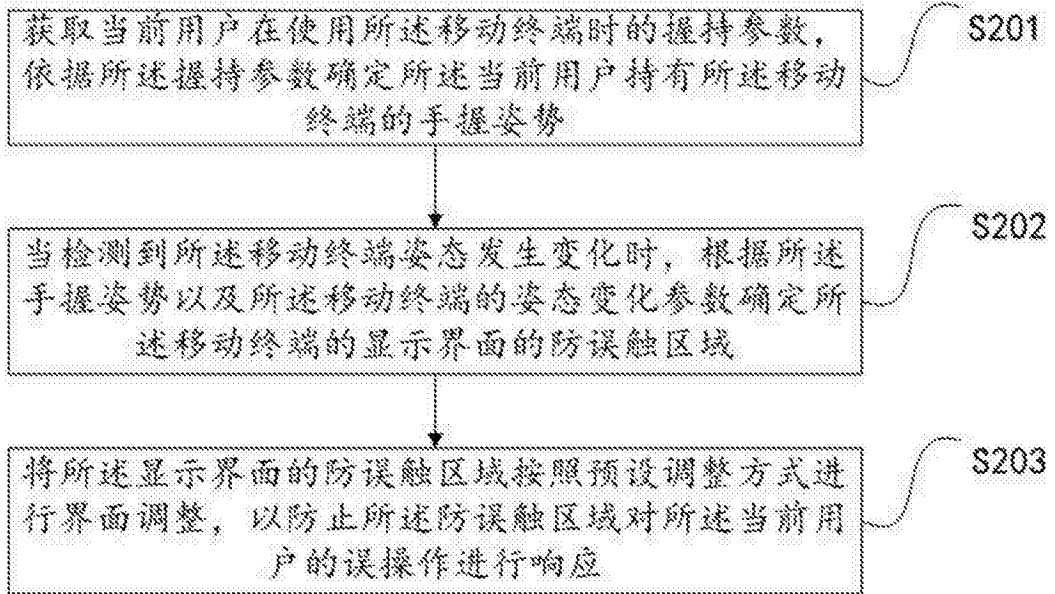 获取当前用户在使用所述移动终端时的握持参数，
依据所述握持参数确定所述当前用户持有所述移动
终端的手握姿势
S201
当检测到所述移动终端姿态发生变化时，根据所述
手握姿势以及所述移动终端的姿态变化参数确定所
述移动终端的显示界面的防误触区域
S202
将所述显示界面的防误触区域按照预设调整方式进
行界面调整，以防止所述防误触区域对所述当前用
户的误操作进行响应
S203